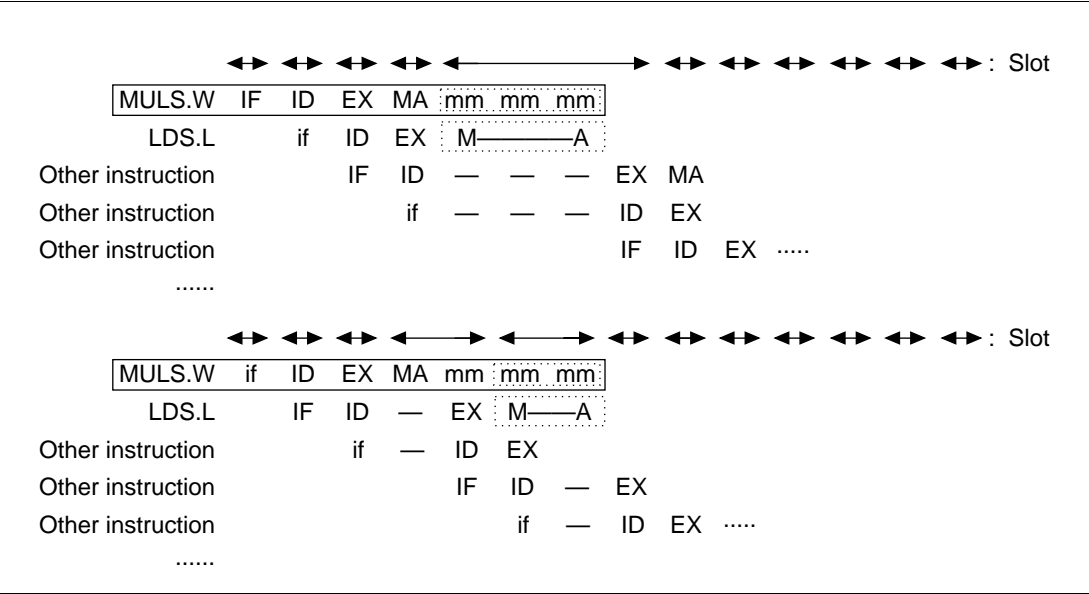 : Slot
MULS.W IF ID EX MA mm mm mm
LDS.L if ID EX M————A
Other instruction IF ID — — — EX MA
Other instruction if — — — ID EX
Other instruction IF ID EX ·····
······
: Slot
MULS.W if ID EX MA mm mm mm
LDS.L IF ID — EX M——A
Other instruction if — ID EX
Other instruction IF ID — EX
Other instruction if — ID EX ·····
······